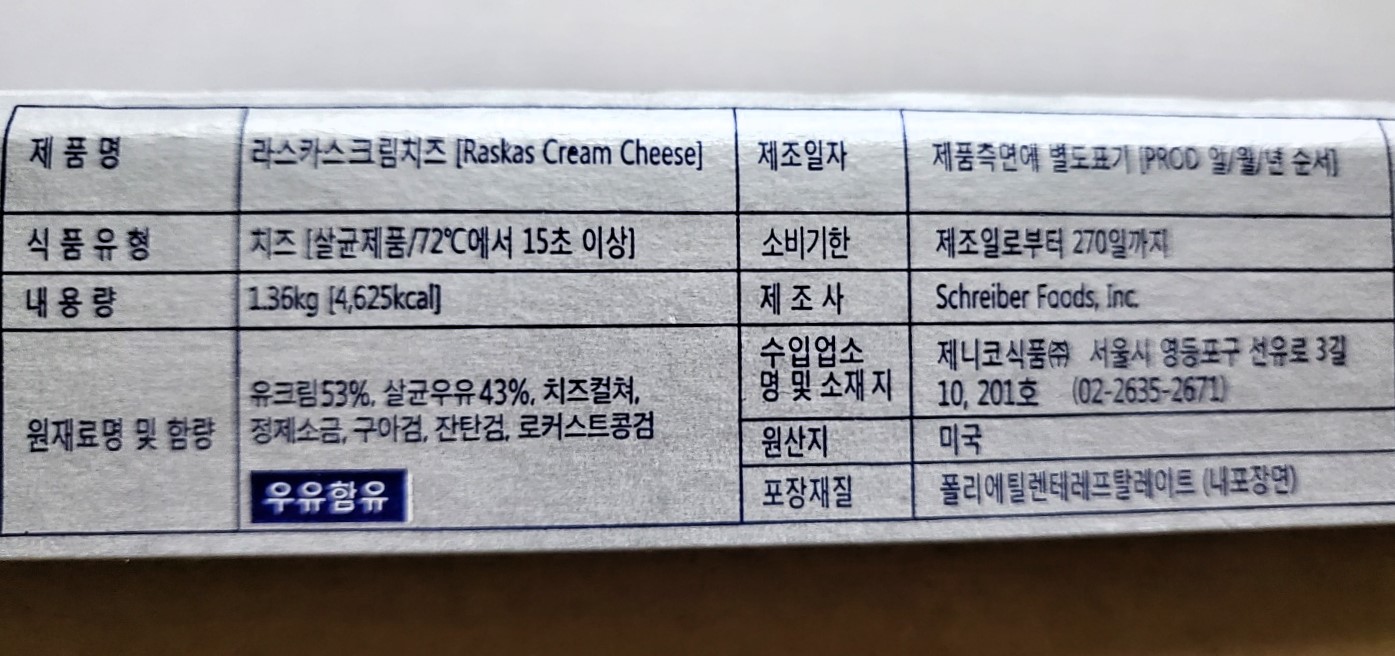 제 품 명
라스카스크림치즈 [Raskas Cream Cheese]
제조일자
제품측면에 별도표기 [PROD 일/월/년 순서]
식 품 유 형
치즈 [살균제품/72℃에서 15초 이상]
소비기한
제조일로부터 270일까지
내 용 량
1.36kg [4,625kcal]
제 조 사
Schreiber Foods, Inc.
원재료명 및 함량
유크림53%, 살균우유43%, 치즈컬쳐,
정제소금, 구아검, 잔탄검, 로커스트콩검
우유함유
수입업소
명 및 소재지
제니코식품㈜ 서울시 영등포구 선유로 3길
10, 201호 (02-2635-2671)
원산지
미국
포장재질
폴리에틸렌테레프탈레이트 (내포장면)